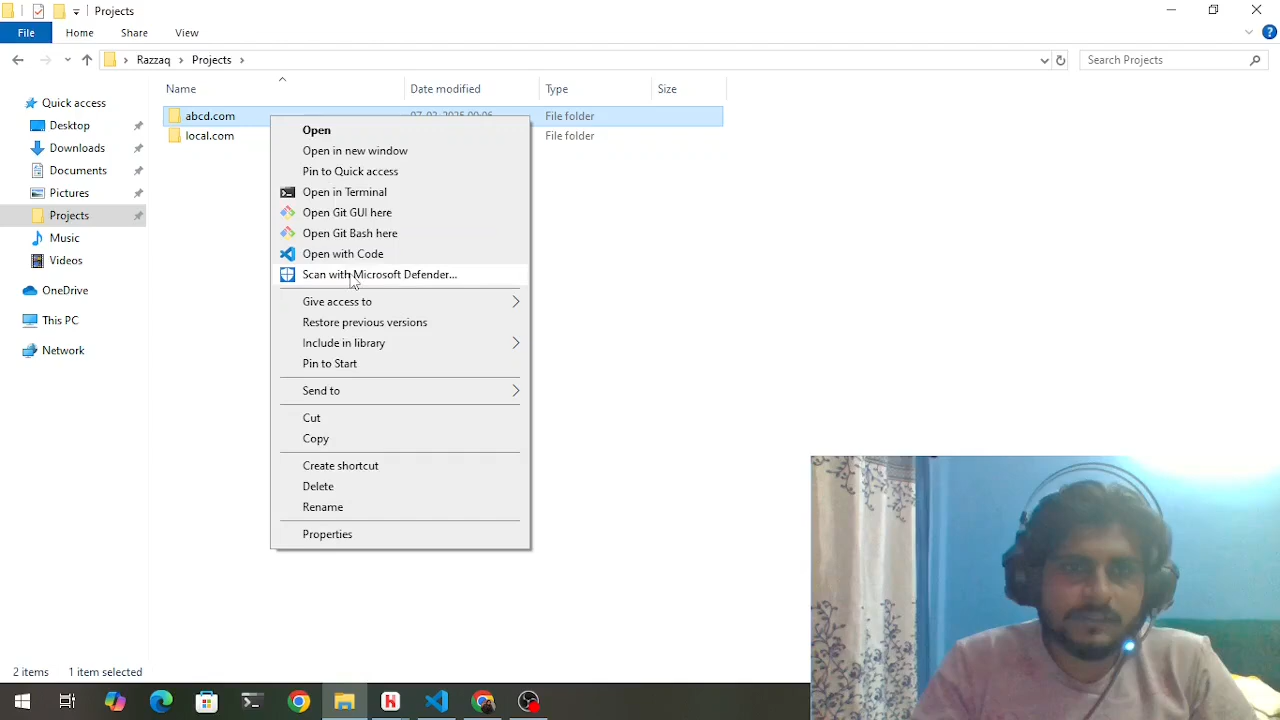 Projects
File
Home
Share
View
Razzaq
Projects
Search Projects
Name
Date modified
Type
Size
Quick access
Desktop
Downloads
Documents
Pictures
Projects
Music
Videos
OneDrive
This PC
Network
abcd.com
File folder
local.com
File folder
Open
Open in new window
Pin to Quick access
Open in Terminal
Open Git GUI here
Open Git Bash here
Open with Code
Scan with Microsoft Defender...
Give access to
Restore previous versions
Include in library
Pin to Start
Send to
Cut
Copy
Create shortcut
Delete
Rename
Properties
2 items
1 item selected